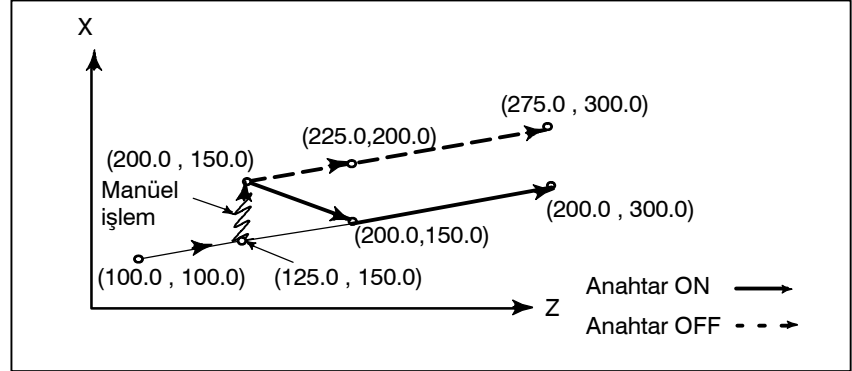 X
(275.0 , 300.0)
(225.0,200.0)
(200.0 , 150.0)
Manüel
işlem
(200.0 , 300.0)
(200.0,150.0)
(100.0 , 100.0)
(125.0 , 150.0)
Z
Anahtar ON
Anahtar OFF